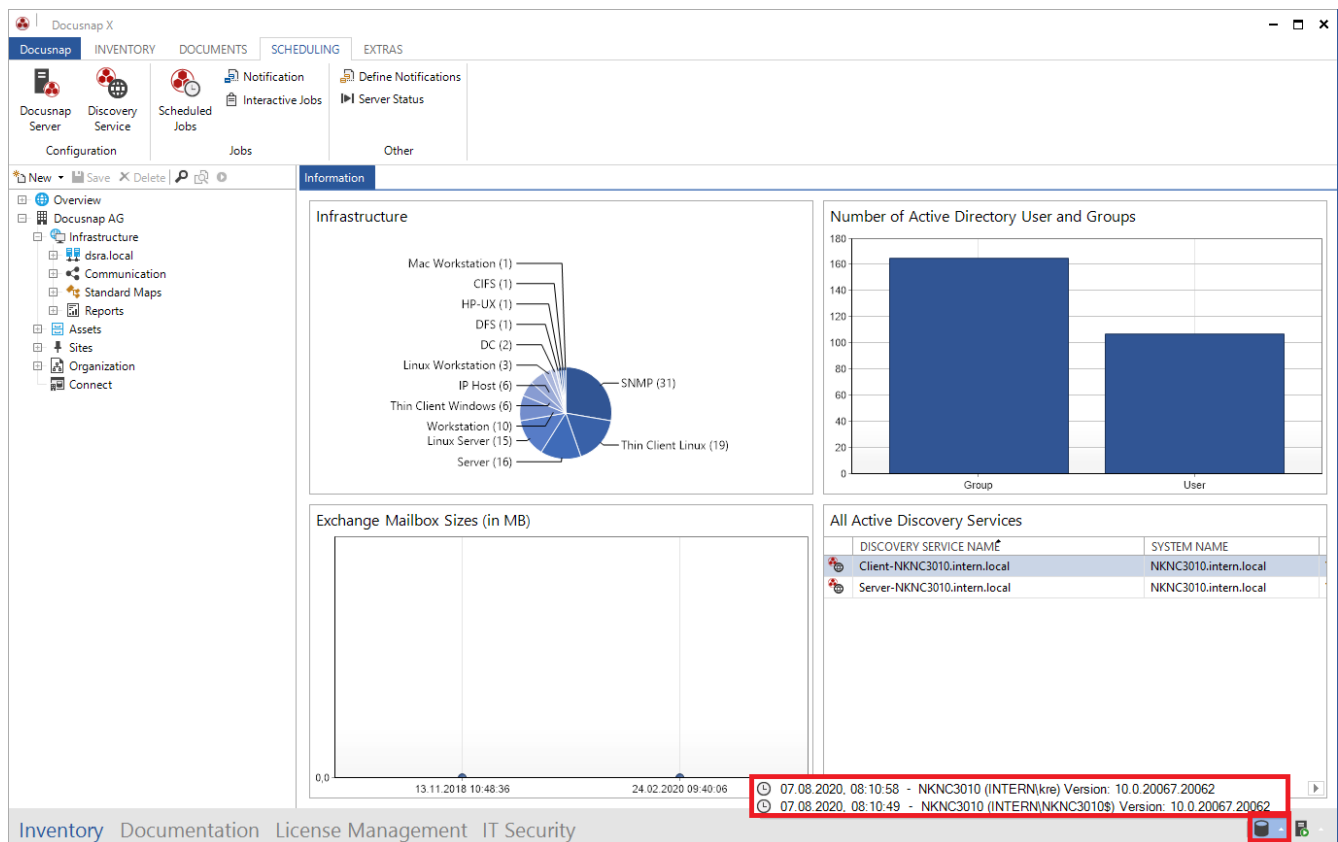 Docusnap X
Docusnap INVENTORY DOCUMENTS SCHEDULING EXTRAS
Docusnap Server
Discovery Service
Scheduled Jobs
Notification
Interactive Jobs
Define Notifications
Server Status
Configuration Jobs Other
New Save Delete
Information
Overview
Docusnap AG
Infrastructure
dsra.local
Communication
Standard Maps
Reports
Assets
Sites
Organization
Connect
Infrastructure
Mac Workstation (1)
CIFS (1)
HP-UX (1)
DFS (1)
DC (2)
Linux Workstation (3)
IP Host (6)
Thin Client Windows (6)
Workstation (10)
Linux Server (15)
Server (16)
SNMP (31)
Thin Client Linux (19)
Number of Active Directory User and Groups
180
160
140
120
100
80
60
40
20
0
Group User
Exchange Mailbox Sizes (in MB)
0,0
13.11.2018 10:48:36 24.02.2020 09:40:06
All Active Discovery Services
DISCOVERY SERVICE NAME SYSTEM NAME
Client-NKNC3010.intern.local NKNC3010.intern.local
Server-NKNC3010.intern.local NKNC3010.intern.local
07.08.2020, 08:10:58 - NKNC3010 (INTERN\kre) Version: 10.0.20067.20062
07.08.2020, 08:10:49 - NKNC3010 (INTERN\NKNC3010$) Version: 10.0.20067.20062
Inventory Documentation License Management IT Security